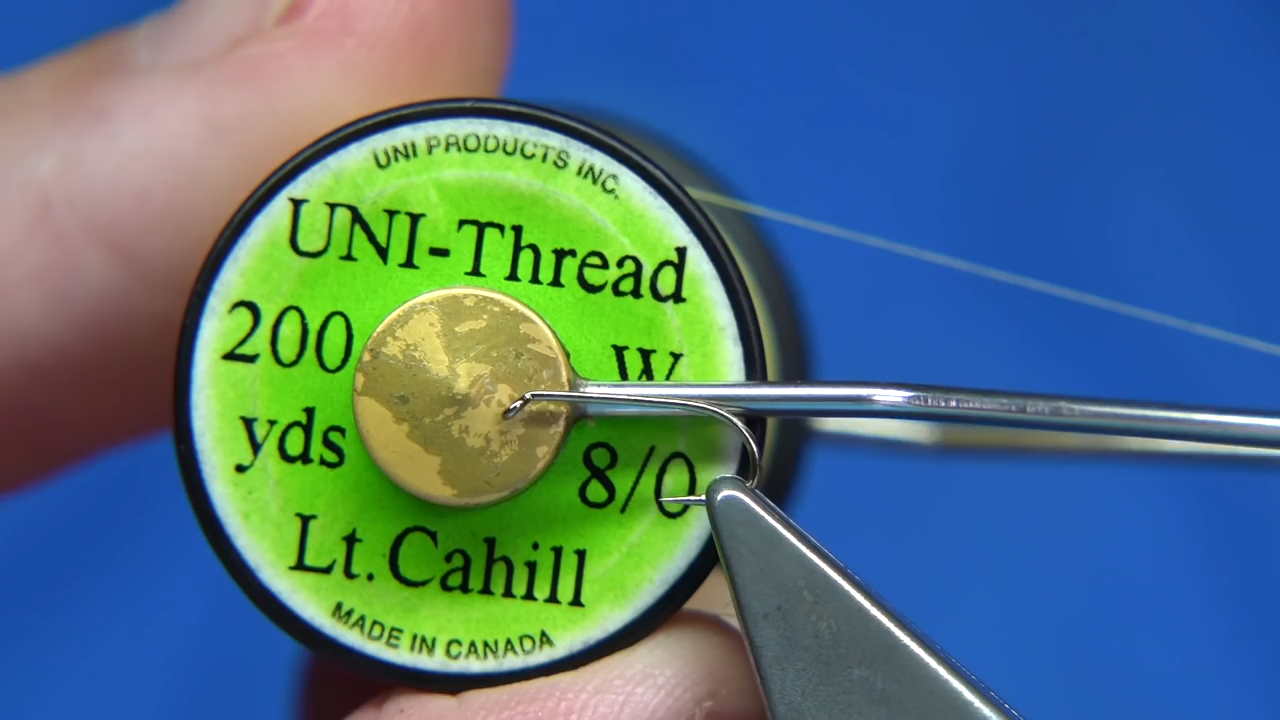 UNI PRODUCTS INC.
UNI-Thread
200 W
yds 8/0
Lt. Cahill
MADE IN CANADA